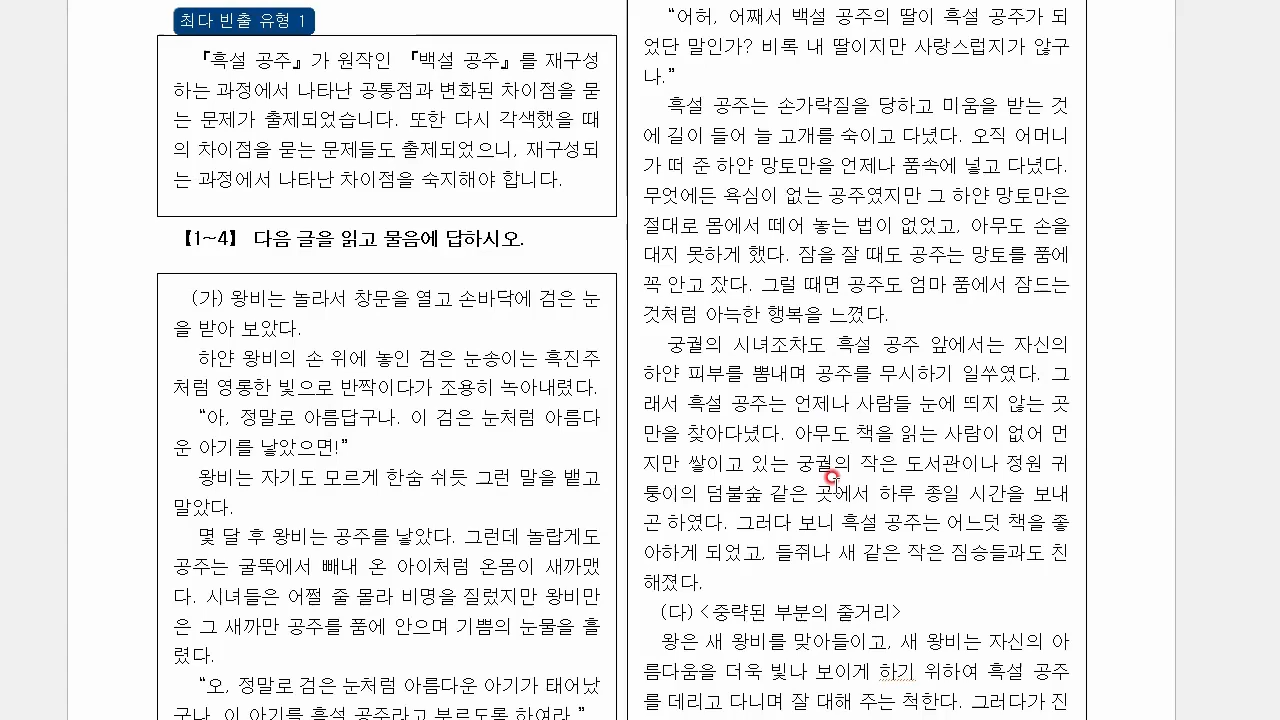 최다 빈출 유형 1
『흑설 공주』가 원작인 『백설 공주』를 재구성
하는 과정에서 나타난 공통점과 변화된 차이점을 묻
는 문제가 출제되었습니다. 또한 다시 각색했을 때
의 차이점을 묻는 문제들도 출제되었으니, 재구성되
는 과정에서 나타난 차이점을 숙지해야 합니다.
【1~4】 다음 글을 읽고 물음에 답하시오.
(가) 왕비는 놀라서 창문을 열고 손바닥에 검은 눈
을 받아 보았다.
하얀 왕비의 손 위에 놓인 검은 눈송이는 흑진주
처럼 영롱한 빛으로 반짝이다가 조용히 녹아내렸다.
“아, 정말로 아름답구나. 이 검은 눈처럼 아름다
운 아기를 낳았으면!”
왕비는 자기도 모르게 한숨 쉬듯 그런 말을 뱉고
말았다.
몇 달 후 왕비는 공주를 낳았다. 그런데 놀랍게도
공주는 굴뚝에서 빼내 온 아이처럼 온몸이 새까맸
다. 시녀들은 어쩔 줄 몰라 비명을 질렀지만 왕비만
은 그 새까만 공주를 품에 안으며 기쁨의 눈물을 흘
렸다.
“오, 정말로 검은 눈처럼 아름다운 아기가 태어났
구나. 이 아기를 흑설 공주라고 부르도록 하여라.”
“어허, 어째서 백설 공주의 딸이 흑설 공주가 되
었단 말인가? 비록 내 딸이지만 사랑스럽지가 않구
나.”
흑설 공주는 손가락질을 당하고 미움을 받는 것
에 길이 들어 늘 고개를 숙이고 다녔다. 오직 어머니
가 떠 준 하얀 망토만을 언제나 품속에 넣고 다녔다.
무엇에든 욕심이 없는 공주였지만 그 하얀 망토만은
절대로 몸에서 떼어 놓는 법이 없었고, 아무도 손을
대지 못하게 했다. 잠을 잘 때도 공주는 망토를 품에
꼭 안고 잤다. 그럴 때면 공주도 엄마 품에서 잠드는
것처럼 아늑한 행복을 느꼈다.
궁궐의 시녀조차도 흑설 공주 앞에서는 자신의
하얀 피부를 뽐내며 공주를 무시하기 일쑤였다. 그
래서 흑설 공주는 언제나 사람들 눈에 띄지 않는 곳
만을 찾아다녔다. 아무도 책을 읽는 사람이 없어 먼
지만 쌓이고 있는 궁궐의 작은 도서관이나 정원 귀
퉁이의 덤불숲 같은 곳에서 하루 종일 시간을 보내
곤 하였다. 그러다 보니 흑설 공주는 어느덧 책을 좋
아하게 되었고, 들쥐나 새 같은 작은 짐승들과도 친
해졌다.
(다) <중략된 부분의 줄거리>
왕은 새 왕비를 맞아들이고, 새 왕비는 자신의 아
름다움을 더욱 빛나 보이게 하기 위하여 흑설 공주
를 데리고 다니며 잘 대해 주는 척한다. 그러다가 진